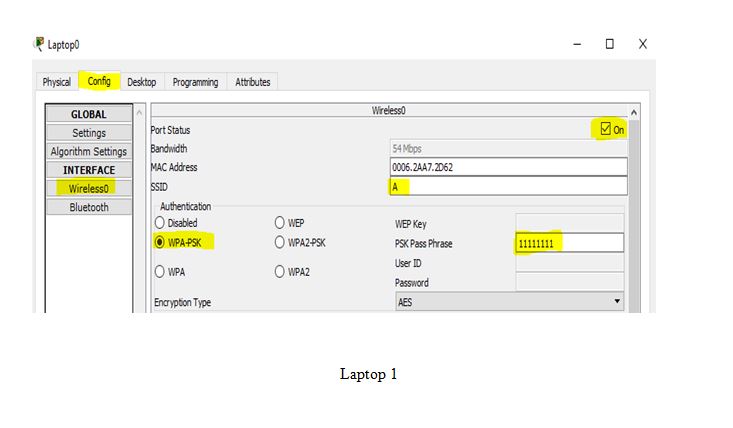 Laptop0
Physical Config Desktop Programming Attributes
GLOBAL
Settings
Algorithm Settings
INTERFACE
Wireless0
Bluetooth
Wireless0
Port Status On
Bandwidth 54 Mbps
MAC Address 0006.2AA7.2D62
SSID A
Authentication
Disabled WEP WEP Key
WPA-PSK WPA2-PSK PSK Pass Phrase 11111111
User ID
WPA WPA2 Password
Encryption Type AES
Laptop 1